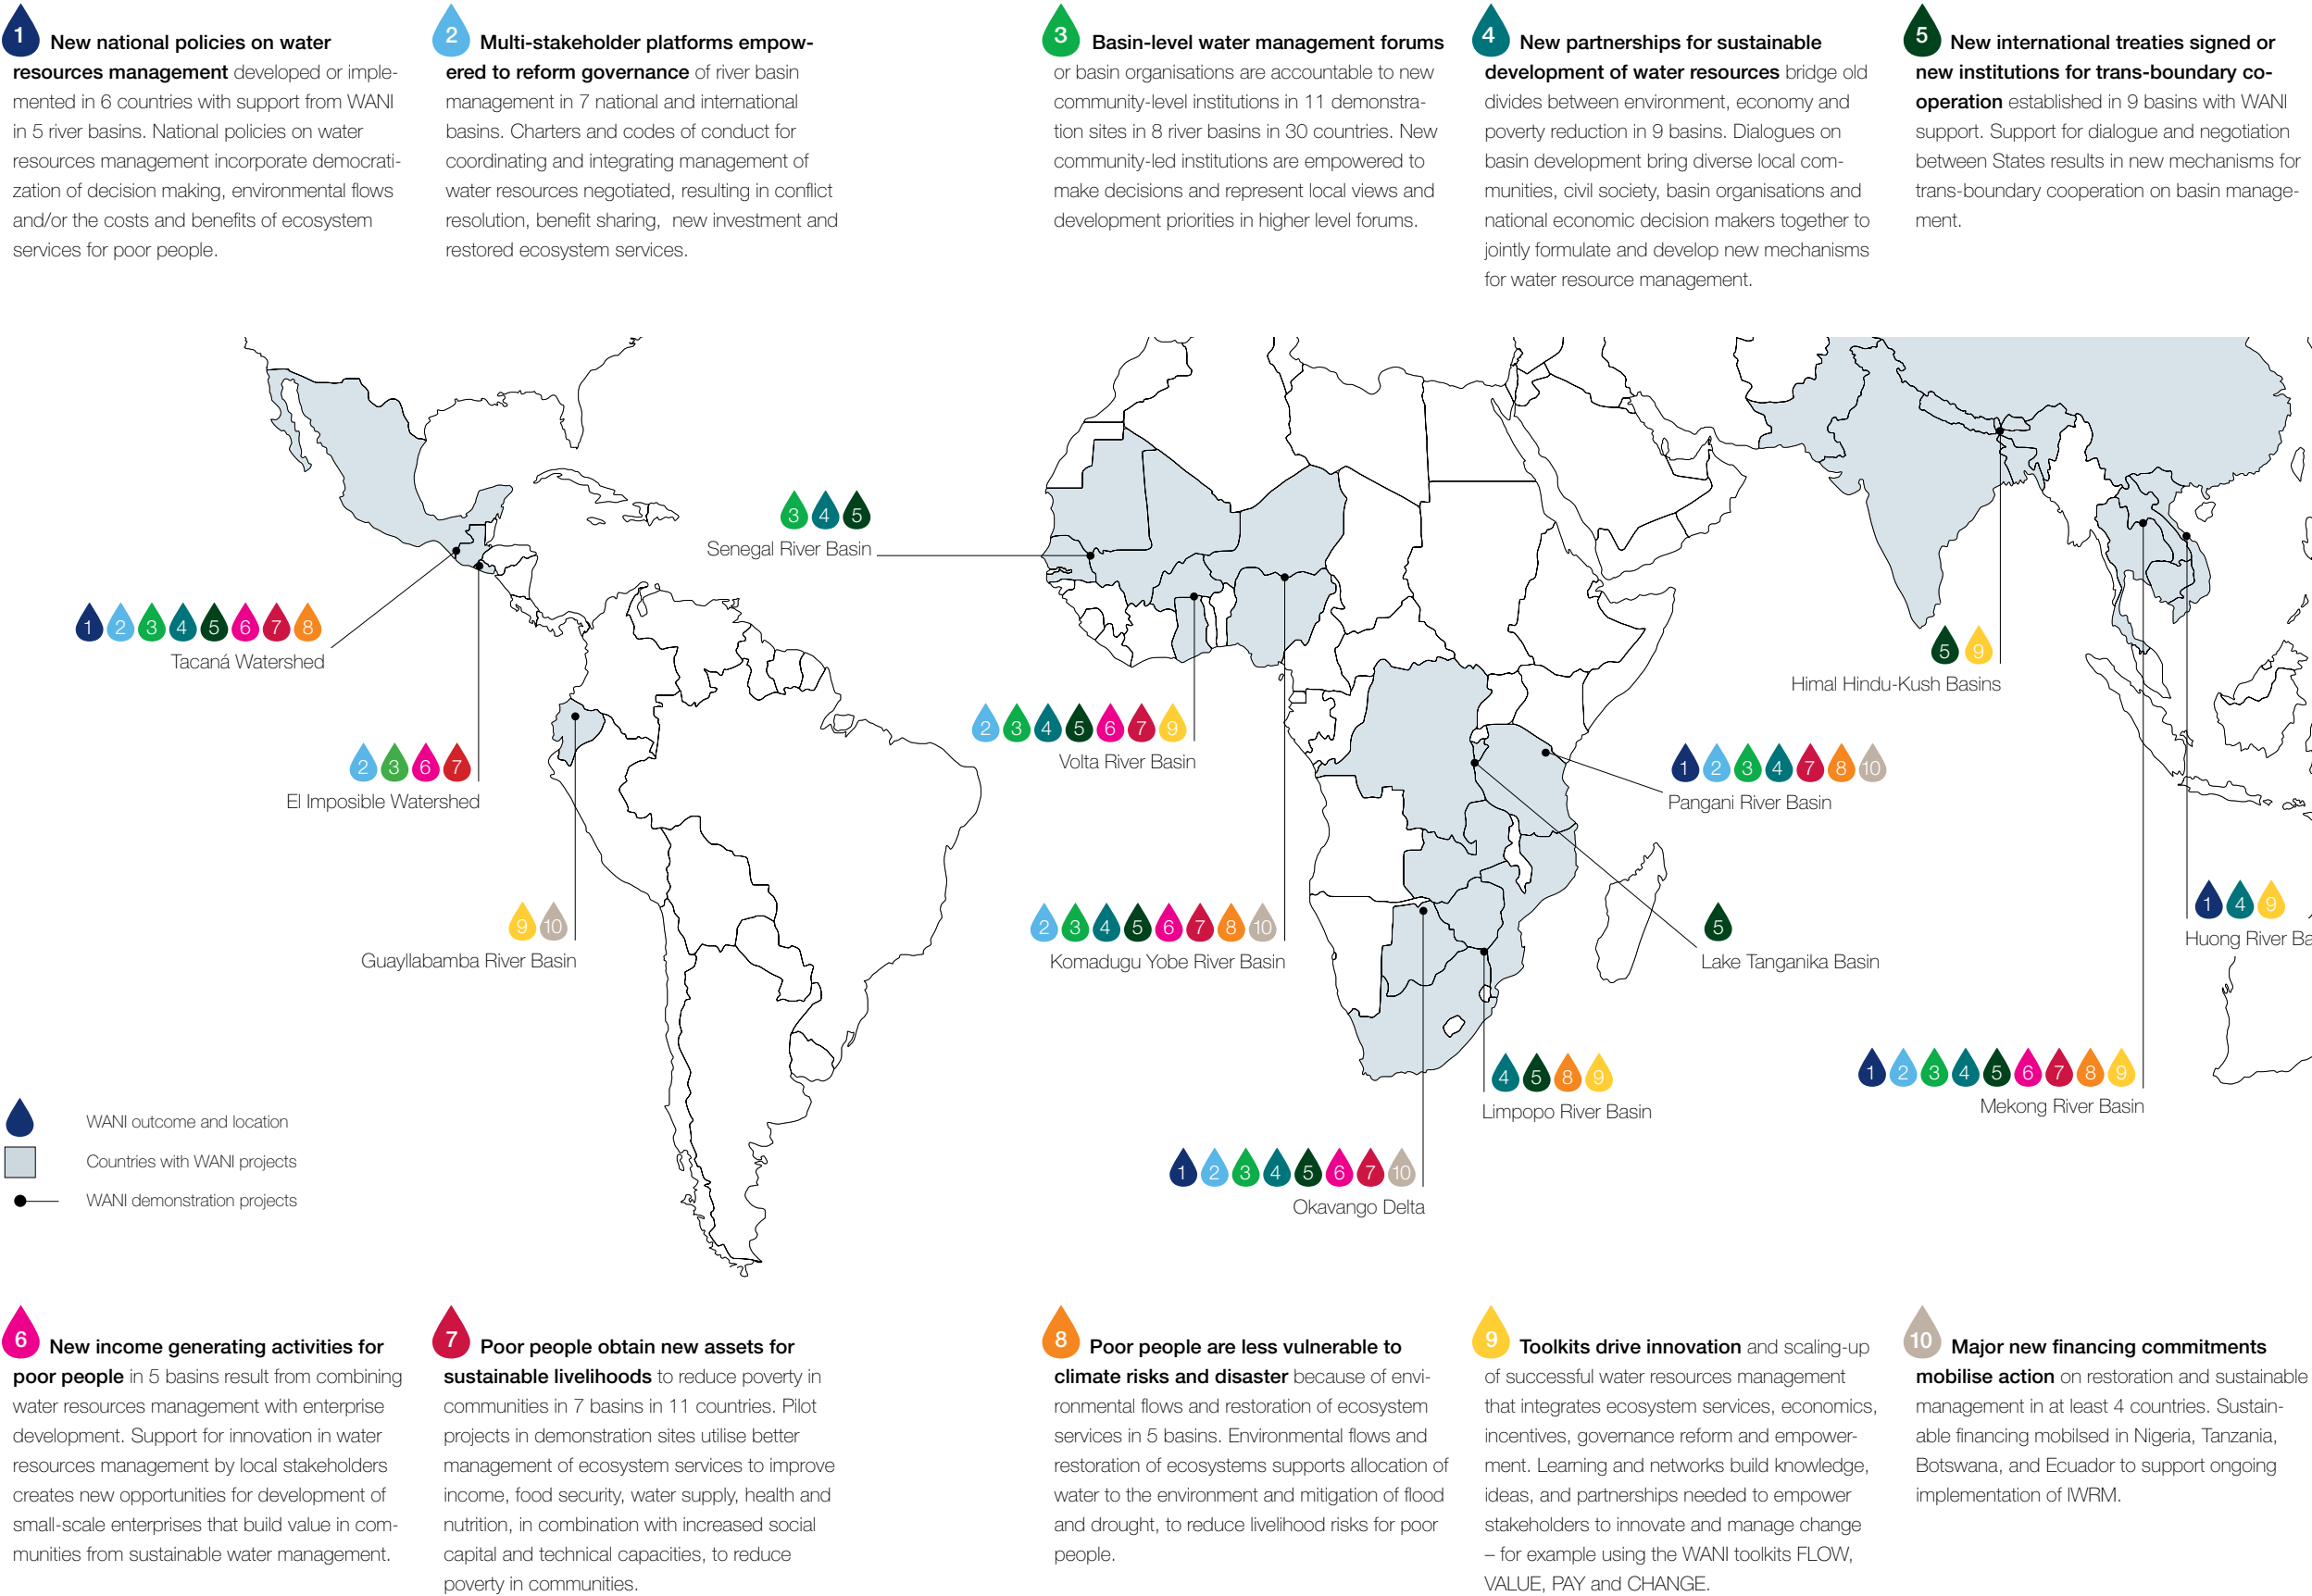 1 New national policies on water
resources management developed or imple-
mented in 6 countries with support from WANI
in 5 river basins. National policies on water
resources management incorporate democrati-
zation of decision making, environmental flows
and/or the costs and benefits of ecosystem
services for poor people.
2 Multi-stakeholder platforms empow-
ered to reform governance of river basin
management in 7 national and international
basins. Charters and codes of conduct for
coordinating and integrating management of
water resources negotiated, resulting in conflict
resolution, benefit sharing, new investment and
restored ecosystem services.
3 Basin-level water management forums
or basin organisations are accountable to new
community-level institutions in 11 demonstra-
tion sites in 8 river basins in 30 countries. New
community-led institutions are empowered to
make decisions and represent local views and
development priorities in higher level forums.
4 New partnerships for sustainable
development of water resources bridge old
divides between environment, economy and
poverty reduction in 9 basins. Dialogues on
basin development bring diverse local com-
munities, civil society, basin organisations and
national economic decision makers together to
jointly formulate and develop new mechanisms
for water resource management.
5 New international treaties signed or
new institutions for trans-boundary co-
operation established in 9 basins with WANI
support. Support for dialogue and negotiation
between States results in new mechanisms for
trans-boundary cooperation on basin manage-
ment.
3 4 5
Senegal River Basin
1 2 3 4 5 6 7 8
Tacaná Watershed
5 9
Himal Hindu-Kush Basins
2 3 4 5 6 7 9
Volta River Basin
2 3 6 7
El Imposible Watershed
1 2 3 4 7 8 10
Pangani River Basin
9 10
Guayllabamba River Basin
2 3 4 5 6 7 8 10
Komadugu Yobe River Basin
5
Lake Tanganika Basin
1 4 9
Huong River Ba
4 5 8 9
Limpopo River Basin
1 2 3 4 5 6 7 8 9
Mekong River Basin
1 2 3 4 5 6 7 10
Okavango Delta
WANI outcome and location
Countries with WANI projects
WANI demonstration projects
6 New income generating activities for
poor people in 5 basins result from combining
water resources management with enterprise
development. Support for innovation in water
resources management by local stakeholders
creates new opportunities for development of
small-scale enterprises that build value in com-
munities from sustainable water management.
7 Poor people obtain new assets for
sustainable livelihoods to reduce poverty in
communities in 7 basins in 11 countries. Pilot
projects in demonstration sites utilise better
management of ecosystem services to improve
income, food security, water supply, health and
nutrition, in combination with increased social
capital and technical capacities, to reduce
poverty in communities.
8 Poor people are less vulnerable to
climate risks and disaster because of envi-
ronmental flows and restoration of ecosystem
services in 5 basins. Environmental flows and
restoration of ecosystems supports allocation of
water to the environment and mitigation of flood
and drought, to reduce livelihood risks for poor
people.
9 Toolkits drive innovation and scaling-up
of successful water resources management
that integrates ecosystem services, economics,
incentives, governance reform and empower-
ment. Learning and networks build knowledge,
ideas, and partnerships needed to empower
stakeholders to innovate and manage change
– for example using the WANI toolkits FLOW,
VALUE, PAY and CHANGE.
10 Major new financing commitments
mobilise action on restoration and sustainable
management in at least 4 countries. Sustain-
able financing mobilsed in Nigeria, Tanzania,
Botswana, and Ecuador to support ongoing
implementation of IWRM.